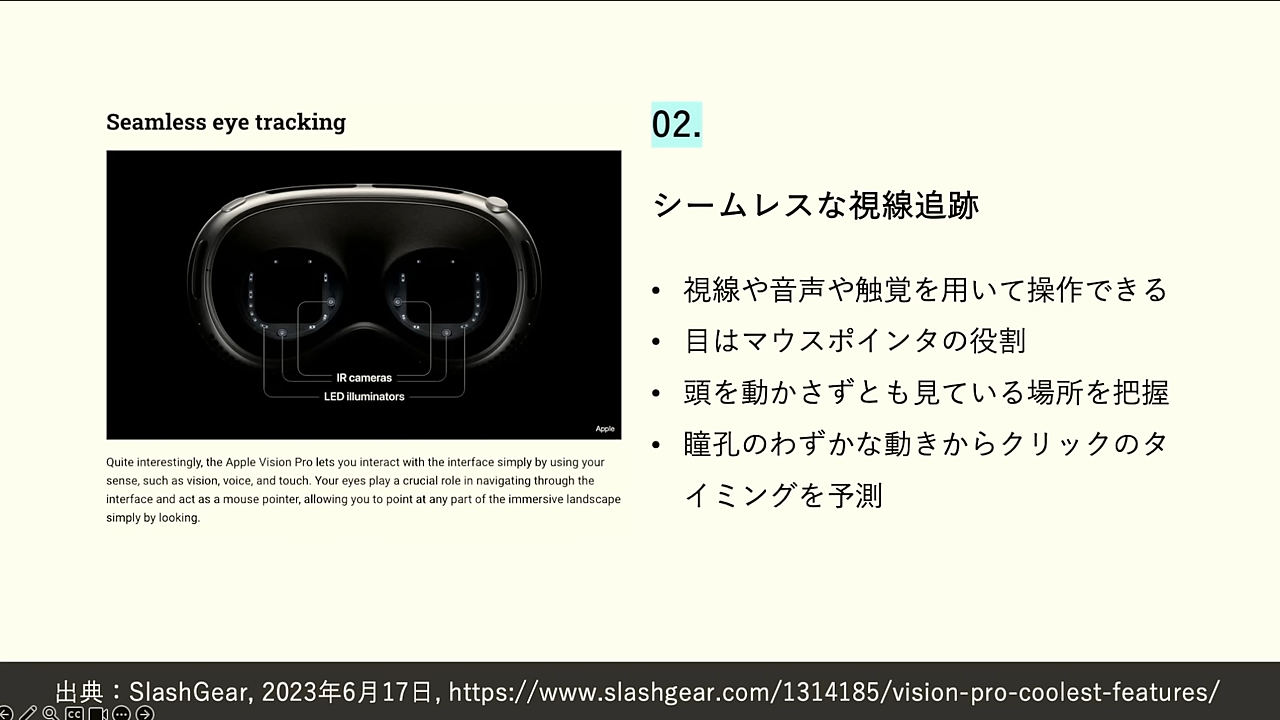 Seamless eye tracking
IR cameras
LED illuminators
Apple
Quite interestingly, the Apple Vision Pro lets you interact with the interface simply by using your
sense, such as vision, voice, and touch. Your eyes play a crucial role in navigating through the
interface and act as a mouse pointer, allowing you to point at any part of the immersive landscape
simply by looking.
02.
シームレスな視線追跡
• 視線や音声や触覚を用いて操作できる
• 目はマウスポインタの役割
• 頭を動かさずとも見ている場所を把握
• 瞳孔のわずかな動きからクリックのタ
イミングを予測
出典：SlashGear, 2023年6月17日, https://www.slashgear.com/1314185/vision-pro-coolest-features/
CC